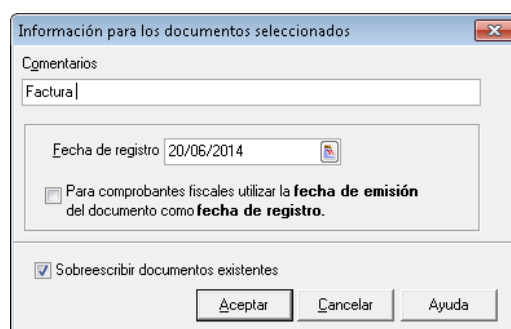 Información para los documentos seleccionados
Comentarios
Factura
Fecha de registro 20/06/2014
Para comprobantes fiscales utilizar la fecha de emisión
del documento como fecha de registro.
Sobreescribir documentos existentes
Aceptar Cancelar Ayuda